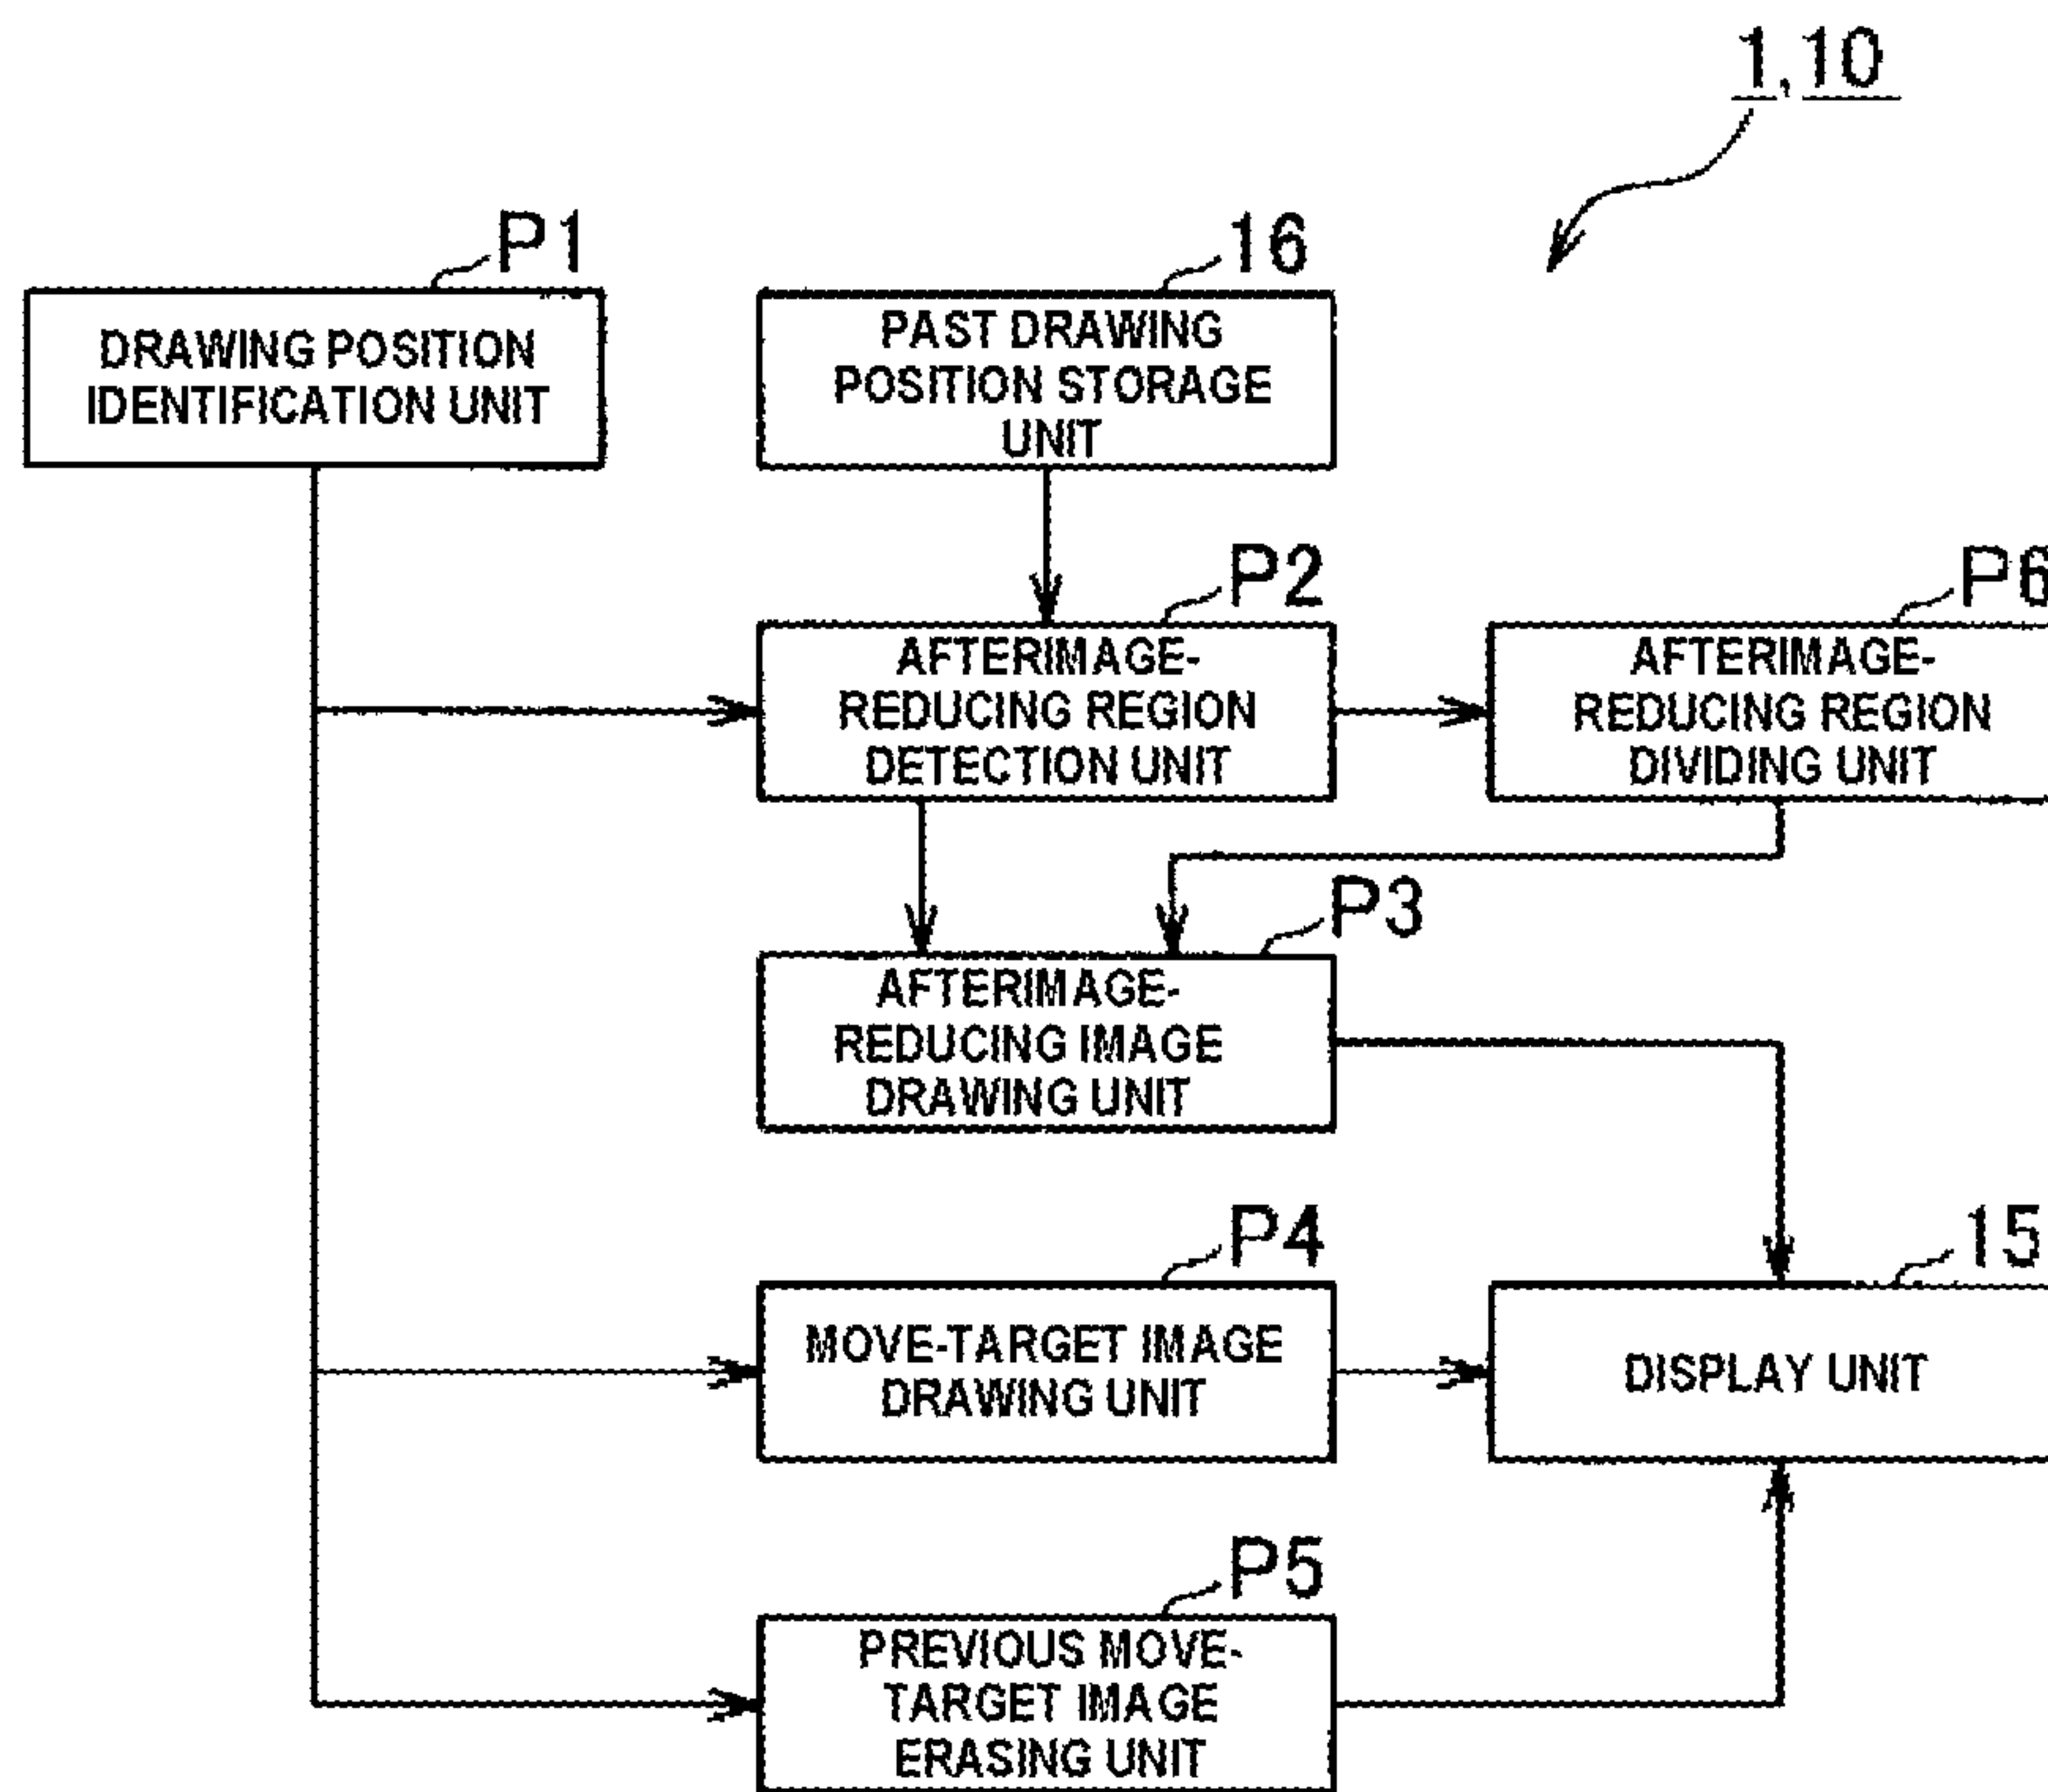 1, 10
P1
DRAWING POSITION
IDENTIFICATION UNIT
16
PAST DRAWING
POSITION STORAGE
UNIT
P2
AFTERIMAGE-
REDUCING REGION
DETECTION UNIT
P6
AFTERIMAGE-
REDUCING REGION
DIVIDING UNIT
P3
AFTERIMAGE-
REDUCING IMAGE
DRAWING UNIT
P4
MOVE-TARGET IMAGE
DRAWING UNIT
15
DISPLAY UNIT
P5
PREVIOUS MOVE-
TARGET IMAGE
ERASING UNIT